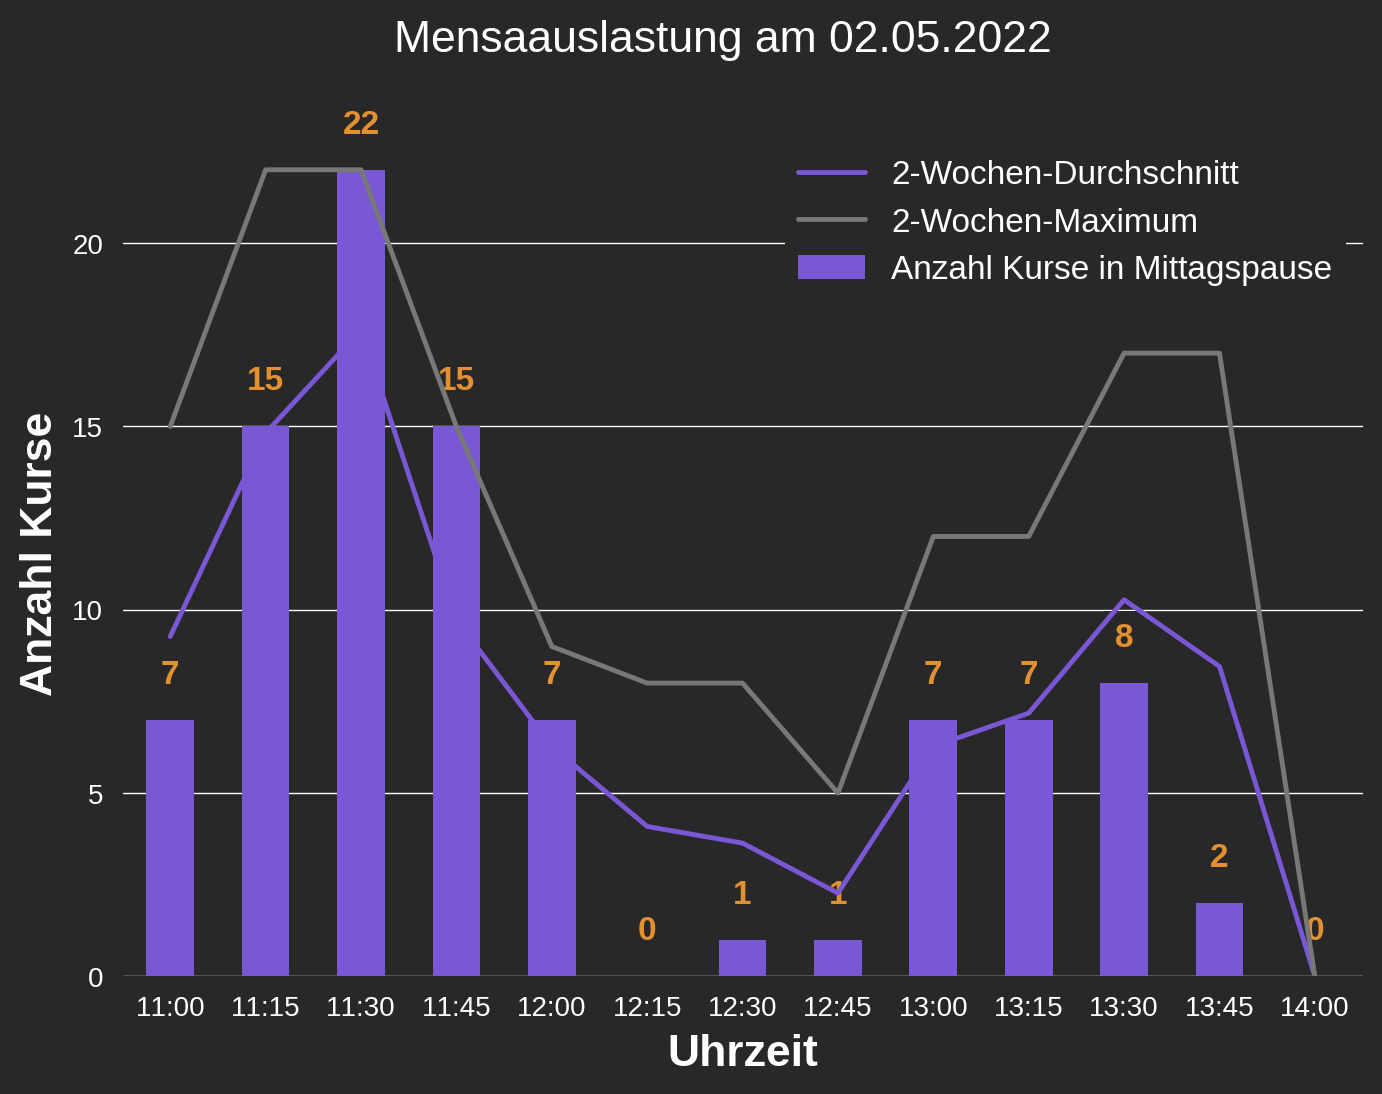 Mensaauslastung am 02.05.2022
22
2-Wochen-Durchschnitt
2-Wochen-Maximum
Anzahl Kurse in Mittagspause
20
15
15
15
10
7
7
7
7
8
5
2
1
1
0
0
0
Anzahl Kurse
11:00 11:15 11:30 11:45 12:00 12:15 12:30 12:45 13:00 13:15 13:30 13:45 14:00
Uhrzeit